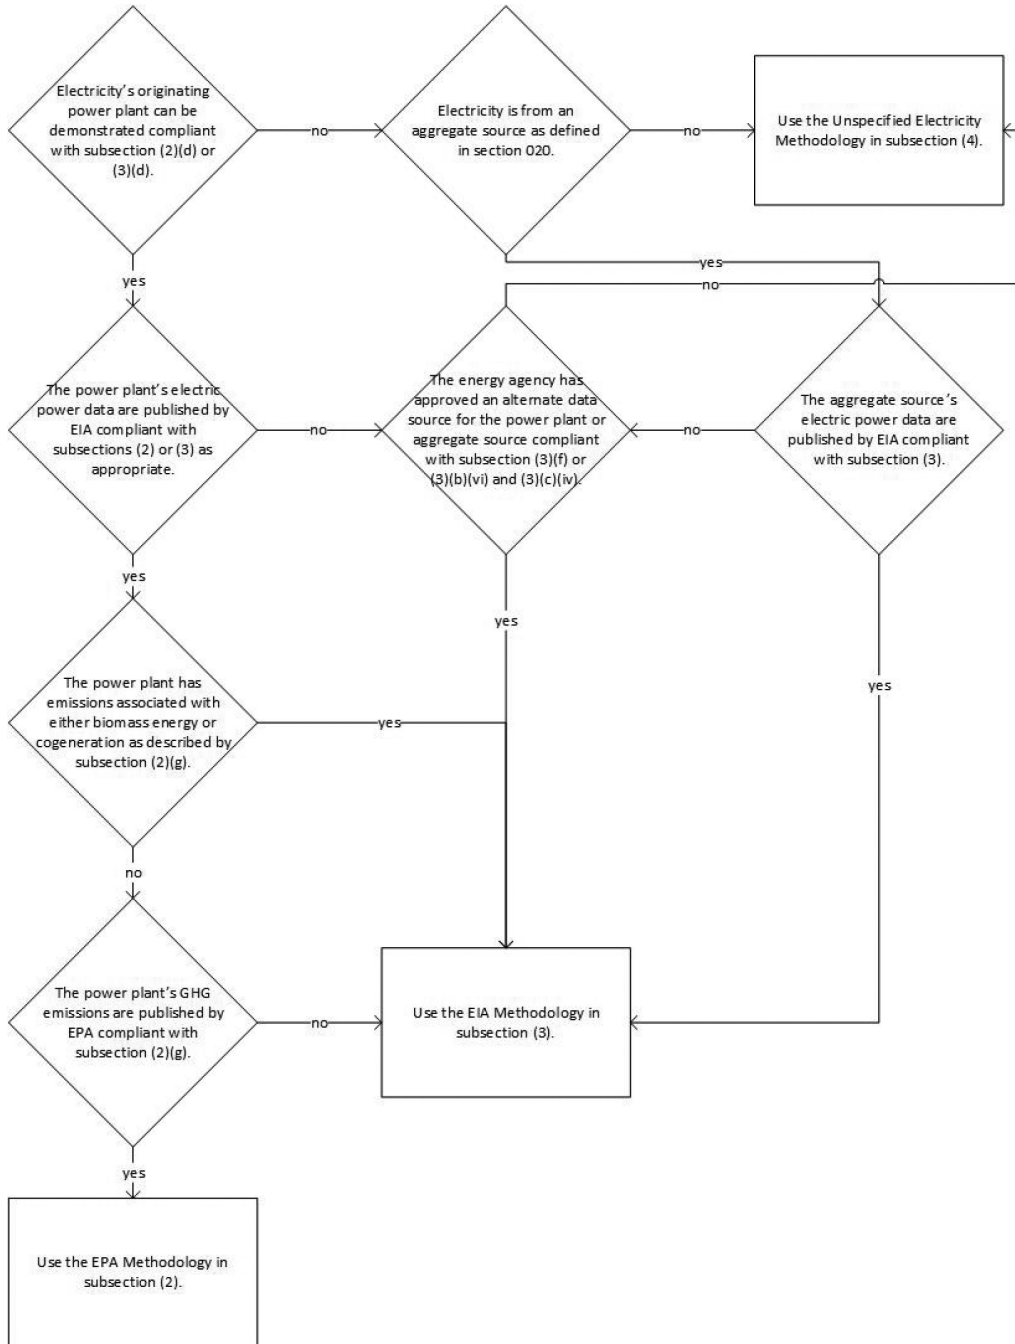 Electricity's originating
power plant can be
demonstrated compliant
with subsection (2)(d) or
(3)(d).
no
Electricity is from an
aggregate source as defined
in section 020.
no
Use the Unspecified Electricity
Methodology in subsection (4).
yes
yes
no
The power plant's electric
power data are published by
EIA compliant with
subsections (2) or (3) as
appropriate.
no
The energy agency has
approved an alternate data
source for the power plant or
aggregate source compliant
with subsection (3)(f) or
(3)(b)(vi) and (3)(c)(iv).
no
The aggregate source's
electric power data are
published by EIA compliant
with subsection (3).
yes
yes
yes
The power plant has
emissions associated with
either biomass energy or
cogeneration as described by
subsection (2)(g).
yes
no
The power plant's GHG
emissions are published by
EPA compliant with
subsection (2)(g).
no
Use the EIA Methodology in
subsection (3).
yes
Use the EPA Methodology in
subsection (2).